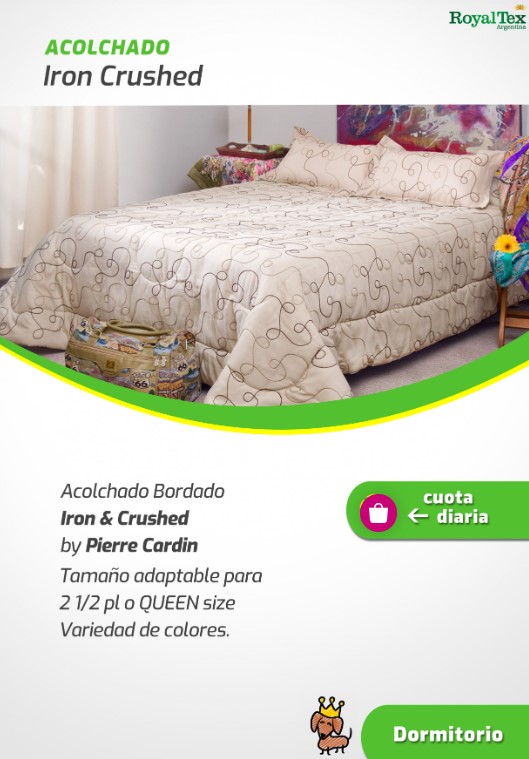 RoyalTex
Argentina
ACOLCHADO
Iron Crushed
66
Acolchado Bordado
Iron & Crushed
by Pierre Cardin
Tamaño adaptable para
2 1/2 pl o QUEEN size
Variedad de colores.
cuota
← diaria
Dormitorio